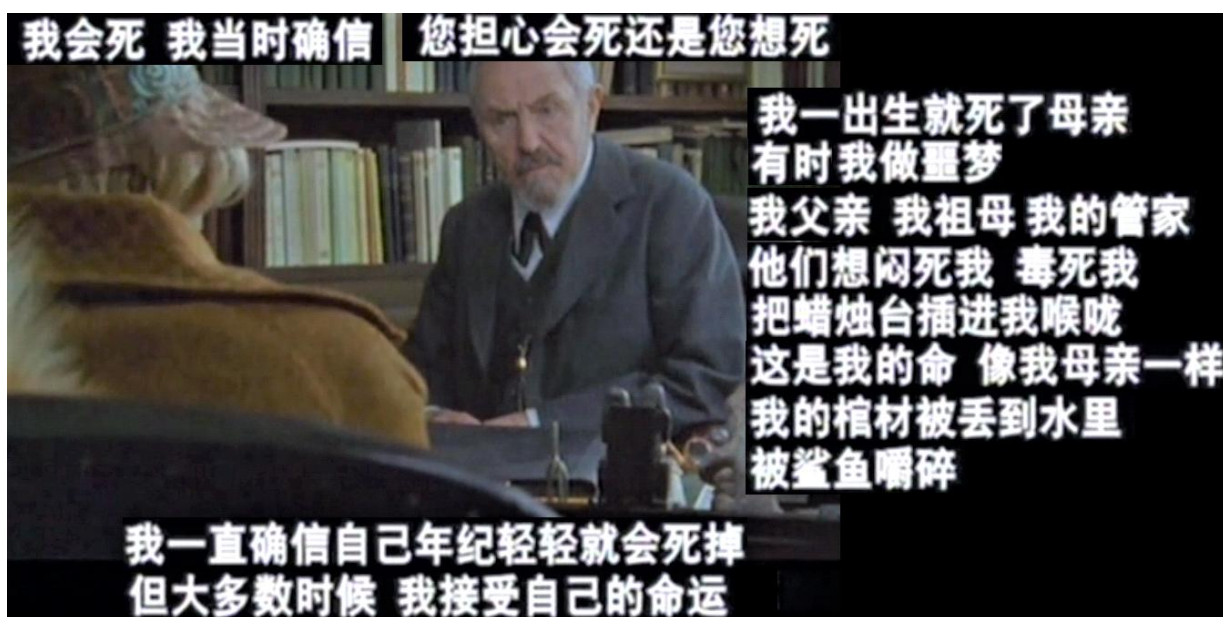 我会死 我当时确信
您担心会死还是您想死
我一出生就死了母亲
有时我做噩梦
我父亲 我祖母 我的管家
他们想闷死我 毒死我
把蜡烛台插进我喉咙
这是我的命 像我母亲一样
我的棺材被丢到水里
被鲨鱼嚼碎
我一直确信自己年纪轻轻就会死掉
但大多数时候 我接受自己的命运